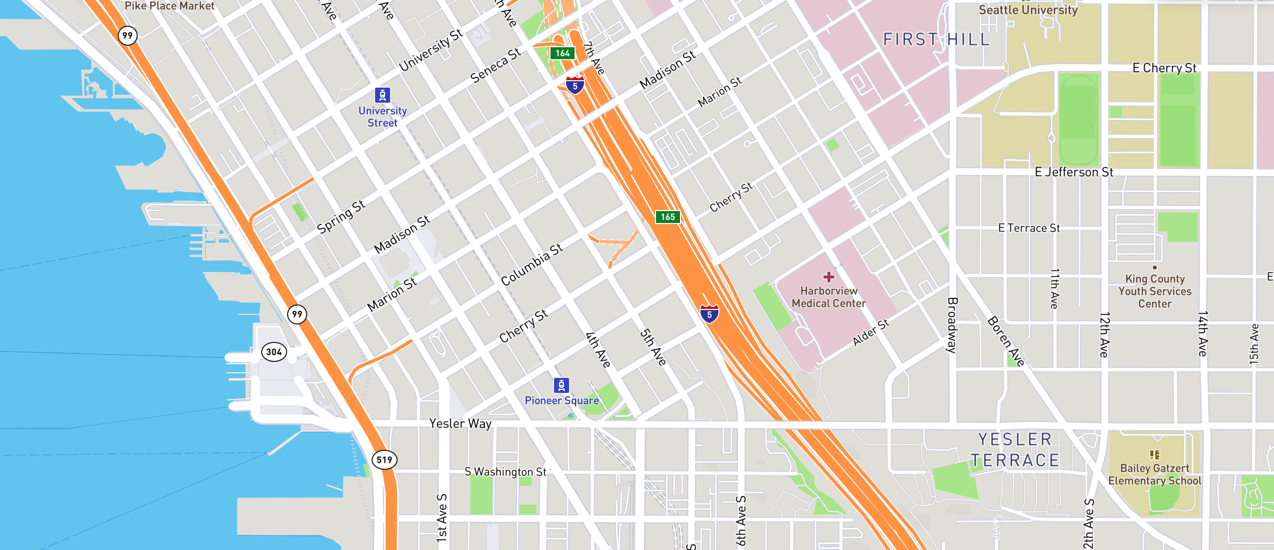 Pike Place Market
Ave
Ave
Ave
Seattle University
99
University St
Seneca St
164
7th Ave
FIRST HILL
5
Madison St
E Cherry St
Marion St
University
Street
E Jefferson St
Cherry St
Spring St
165
Madison St
E Terrace St
Columbia St
Marion St
Harborview
Medical Center
King County
Youth Services
Center
11th Ave
E
99
5
Cherry St
Alder St
Broadway
Boren Ave
12th Ave
14th Ave
15th Ave
304
4th Ave
5th Ave
Pioneer Square
Yesler Way
YESLER
TERRACE
519
S Washington St
Bailey Gatzert
Elementary School
1st Ave S
S
6th Ave S
2th Ave S